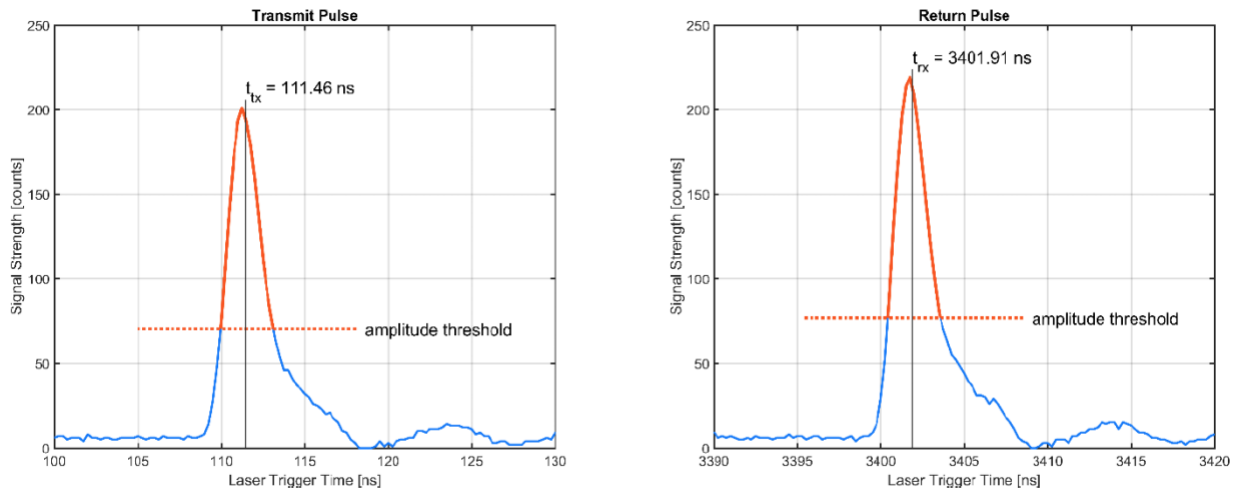 Transmit Pulse
250
200
150
100
50
0
Signal Strength [counts]
t_tx = 111.46 ns
amplitude threshold
100 105 110 115 120 125 130
Laser Trigger Time [ns]
Return Pulse
250
200
150
100
50
0
Signal Strength [counts]
t_rx = 3401.91 ns
amplitude threshold
3390 3395 3400 3405 3410 3415 3420
Laser Trigger Time [ns]